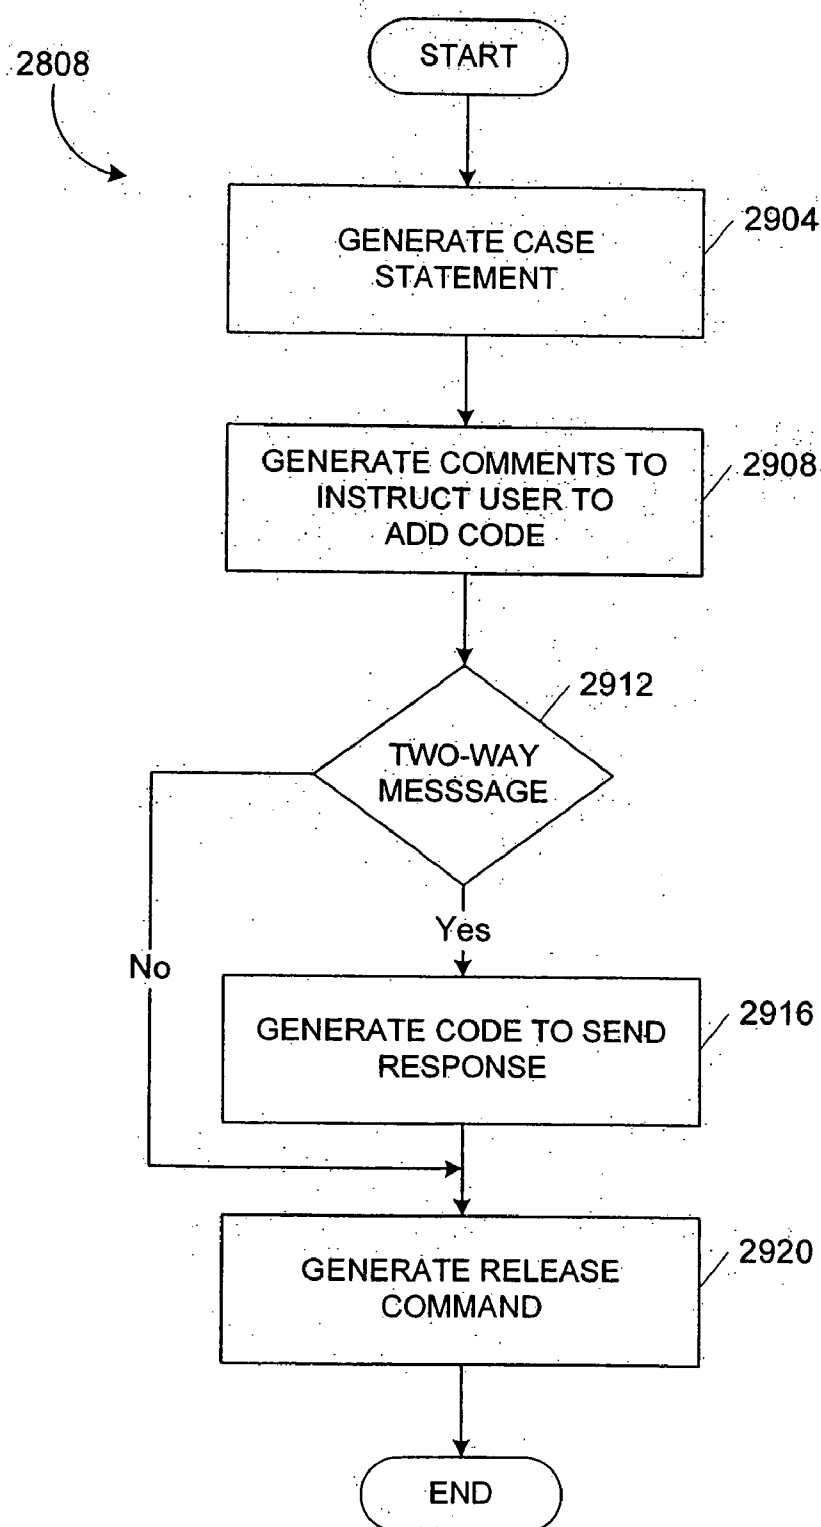 START
2808
2904
GENERATE CASE
STATEMENT
GENERATE COMMENTS TO
INSTRUCT USER TO
ADD CODE
2908
2912
TWO-WAY
MESSSAGE
Yes
No
GENERATE CODE TO SEND
RESPONSE
2916
2920
GENERATE RELEASE
COMMAND
END